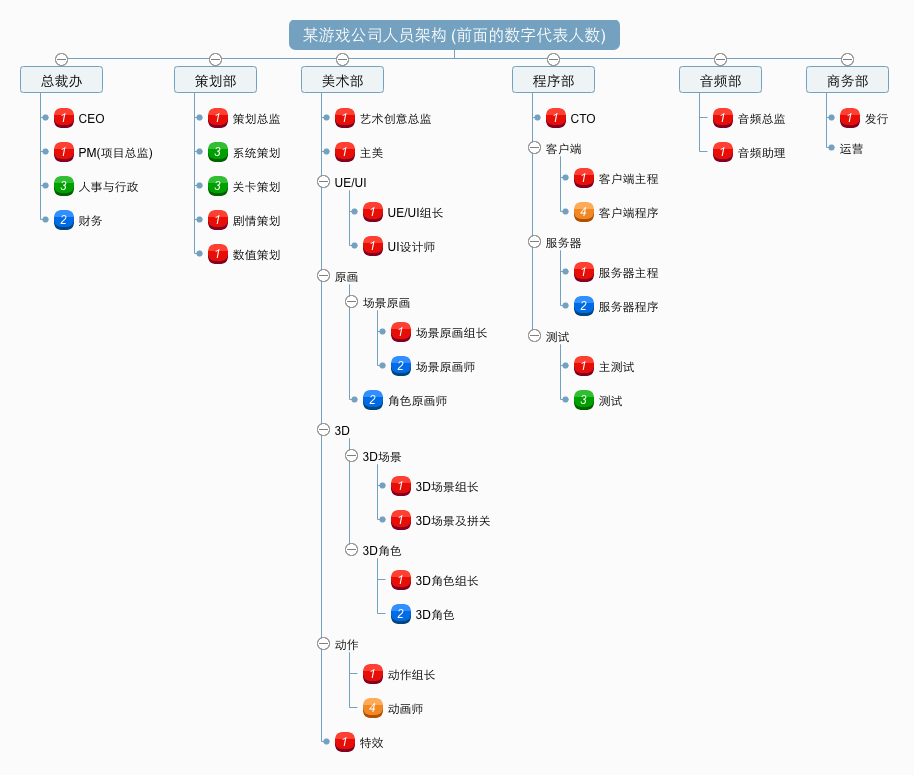 某游戏公司人员架构 (前面的数字代表人数)
总裁办
1 CEO
1 PM(项目总监)
3 人事与行政
2 财务
策划部
1 策划总监
3 系统策划
3 关卡策划
1 剧情策划
1 数值策划
美术部
1 艺术创意总监
1 主美
UE/UI
1 UE/UI组长
1 UI设计师
原画
场景原画
1 场景原画组长
2 场景原画师
2 角色原画师
3D
3D场景
1 3D场景组长
1 3D场景及拼关
3D角色
1 3D角色组长
2 3D角色
动作
1 动作组长
4 动画师
1 特效
程序部
1 CTO
客户端
1 客户端主程
4 客户端程序
服务器
1 服务器主程
2 服务器程序
测试
1 主测试
3 测试
音频部
1 音频总监
1 音频助理
商务部
1 发行
运营